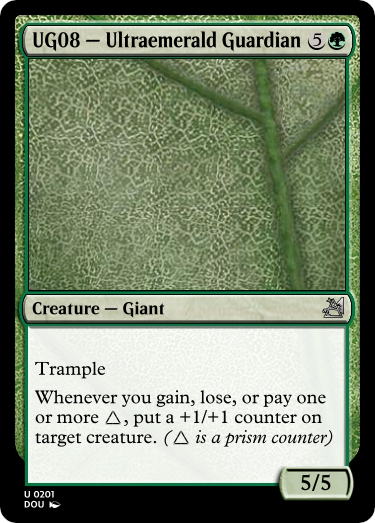 UG08 — Ultraemerald Guardian 5
Creature — Giant
Trample
Whenever you gain, lose, or pay one
or more △, put a +1/+1 counter on
target creature. (△ is a prism counter)
5/5
U 0201
DOU